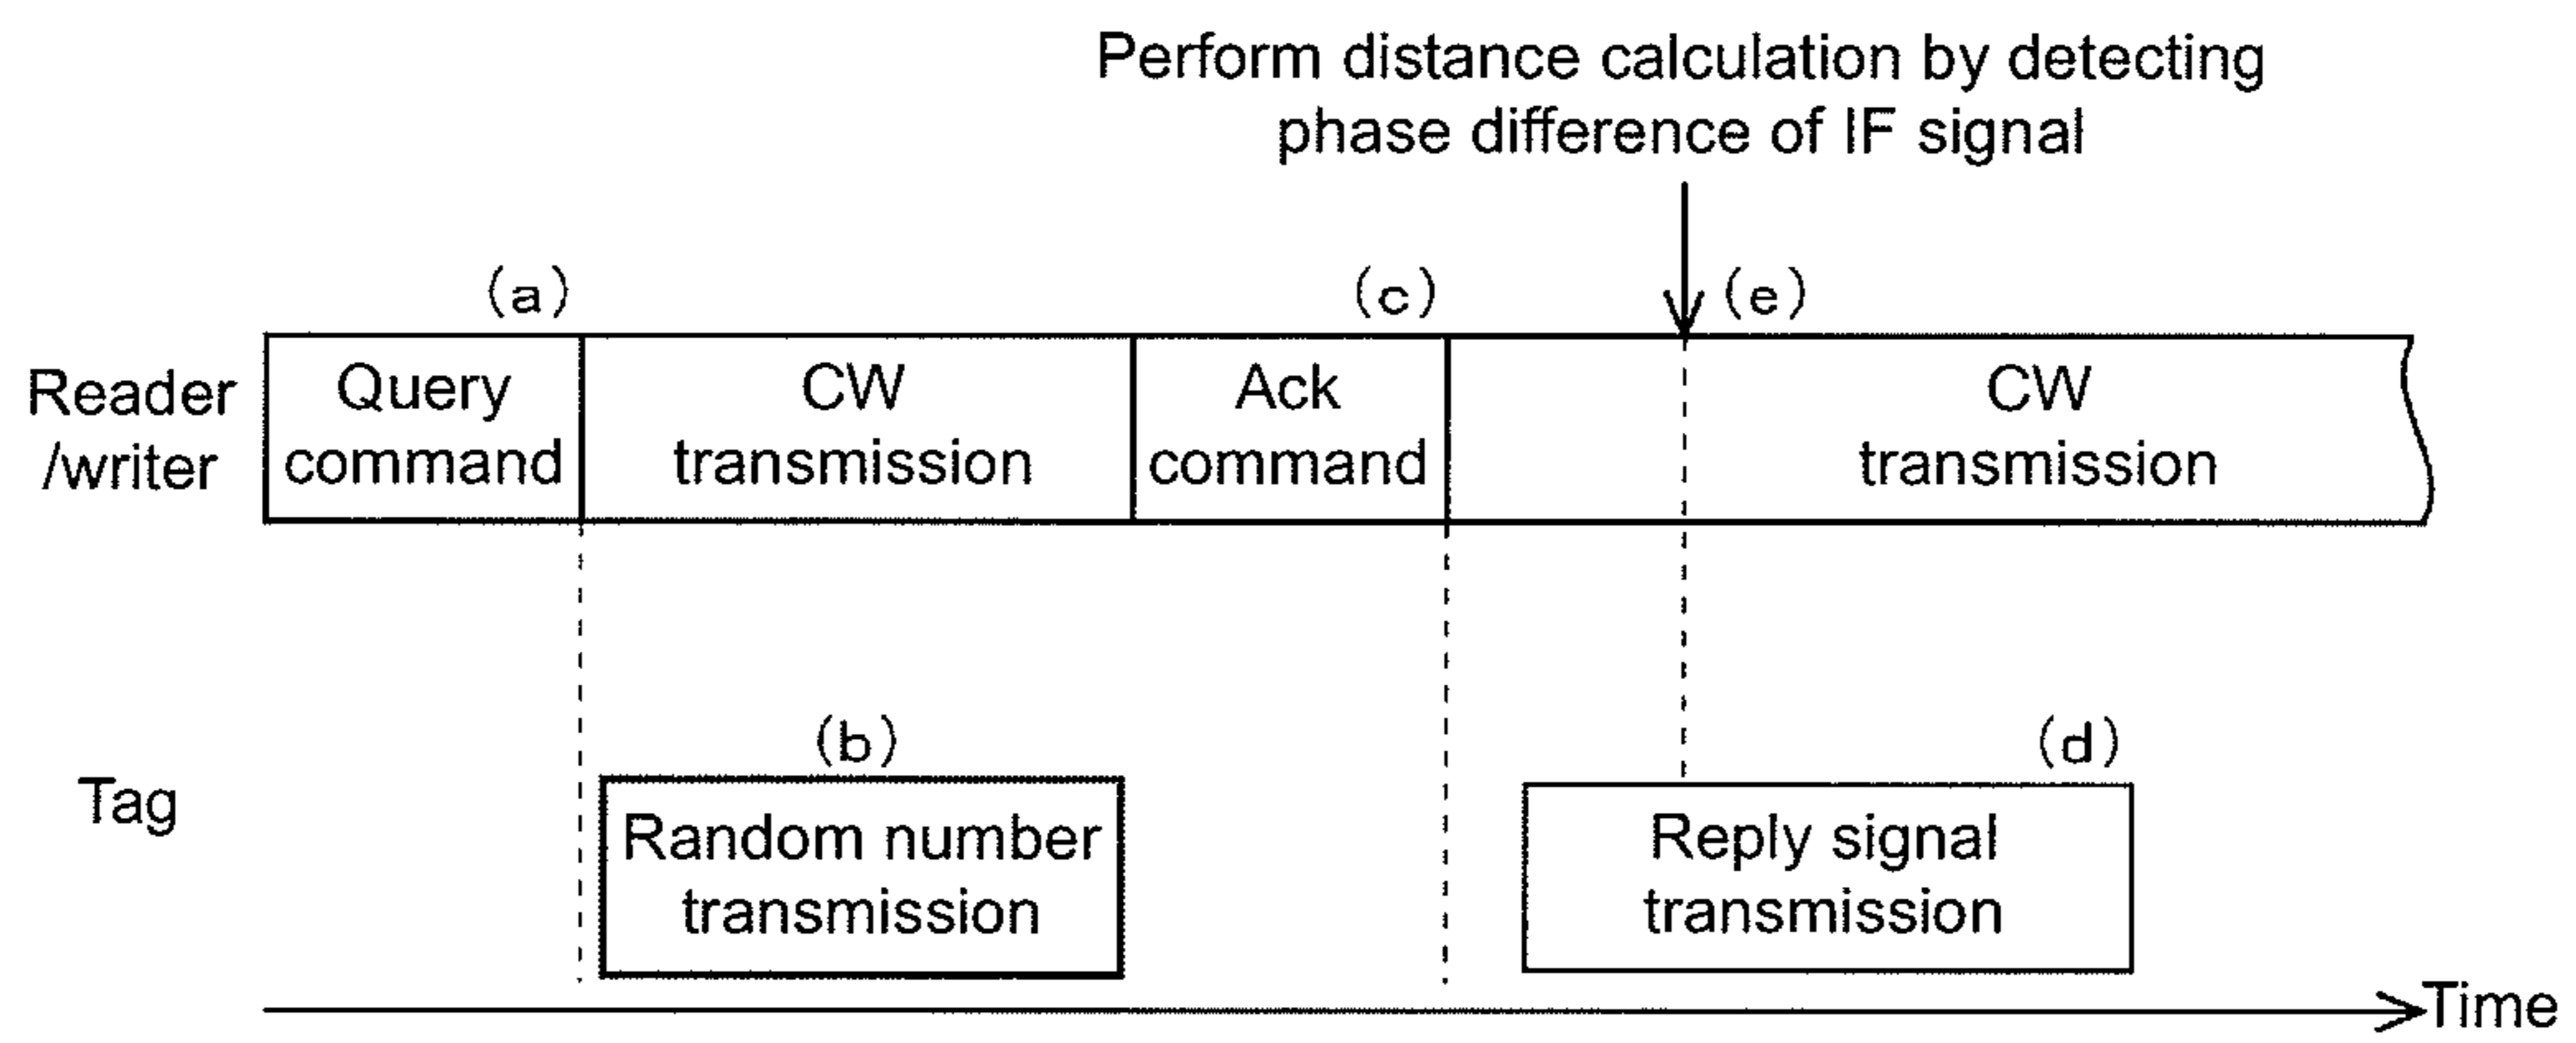 Perform distance calculation by detecting
phase difference of IF signal
(a)
(c)
(e)
Reader
/writer
Query
command
CW
transmission
Ack
command
CW
transmission
(b)
(d)
Tag
Random number
transmission
Reply signal
transmission
Time